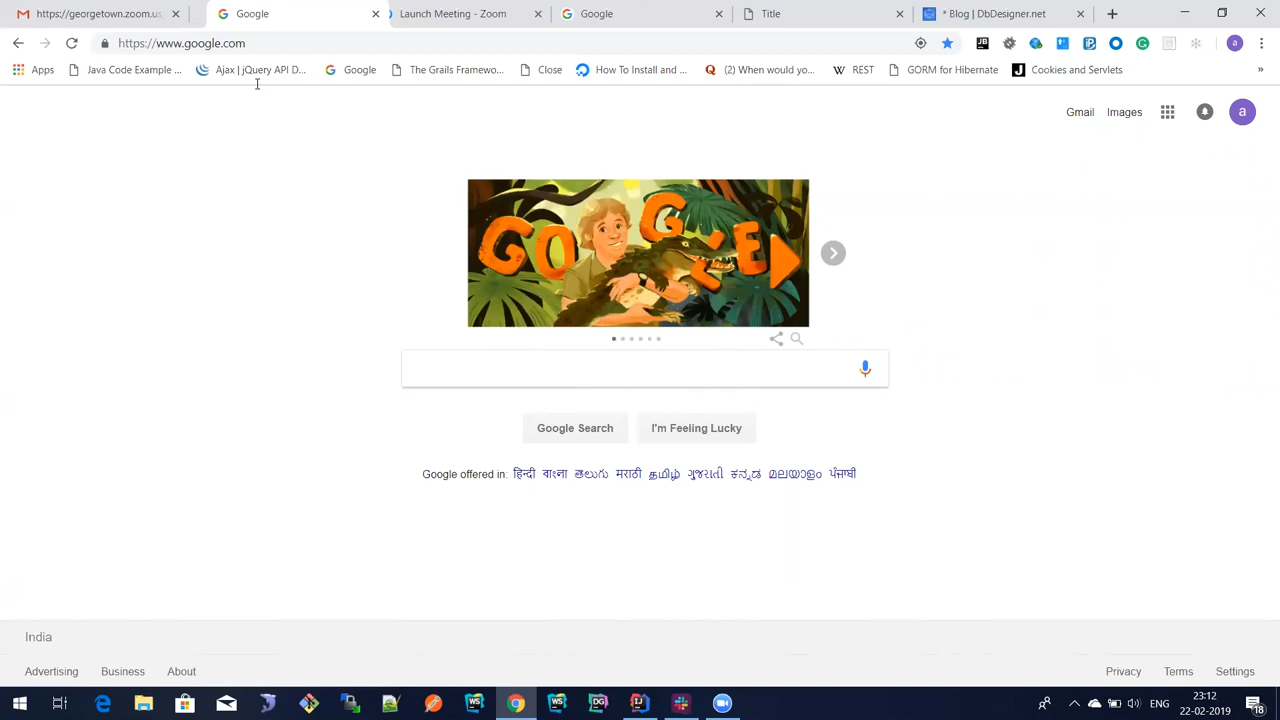 https://georgetown.zoom.us
Google
Launch Meeting - Zoom
Google
Title
* Blog | DbDesigner.net
https://www.google.com
Apps
Java Code Example ...
Ajax | jQuery API D...
Google
The Grails Framewo...
Close
How To Install and ...
(2) When would yo...
REST
GORM for Hibernate
Cookies and Servlets
»
Gmail
Images
a
GOOGLE
Google Search
I'm Feeling Lucky
Google offered in: हिन्दी বাংলা తెలుగు मराठी தமிழ் ગુજરાતી ಕನ್ನಡ മലയാളം ਪੰਜਾਬੀ
India
Advertising
Business
About
Privacy
Terms
Settings
ENG
23:12
22-02-2019
18